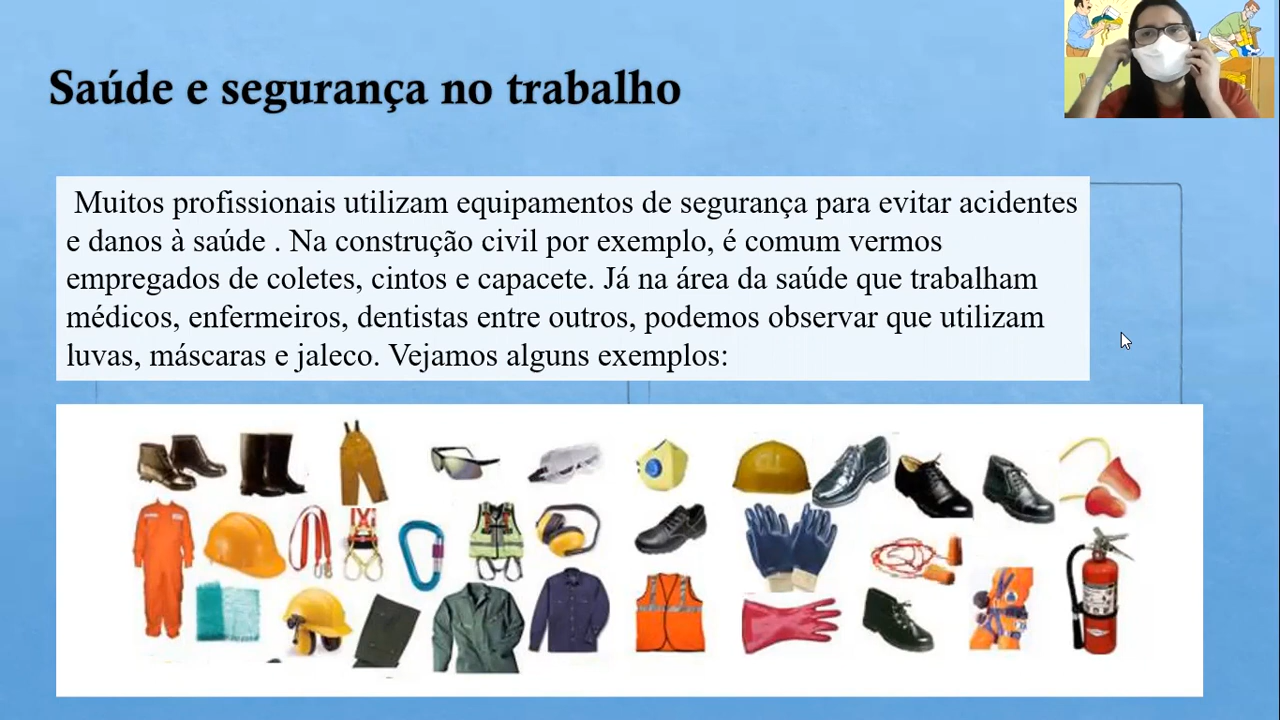 Saúde e segurança no trabalho
Muitos profissionais utilizam equipamentos de segurança para evitar acidentes
e danos à saúde . Na construção civil por exemplo, é comum vermos
empregados de coletes, cintos e capacete. Já na área da saúde que trabalham
médicos, enfermeiros, dentistas entre outros, podemos observar que utilizam
luvas, máscaras e jaleco. Vejamos alguns exemplos: